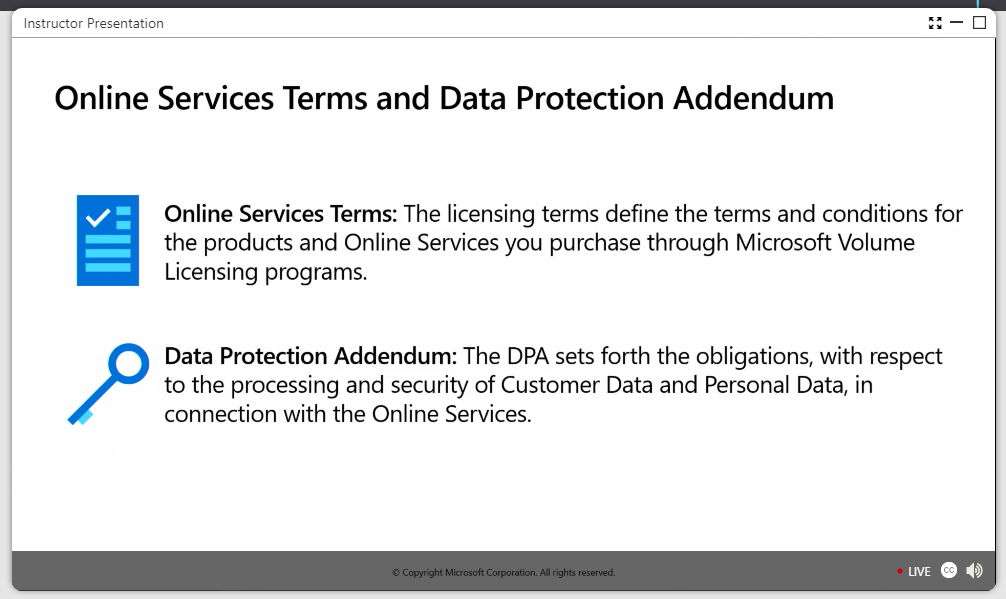 Instructor Presentation
Online Services Terms and Data Protection Addendum
Online Services Terms: The licensing terms define the terms and conditions for
the products and Online Services you purchase through Microsoft Volume
Licensing programs.
Data Protection Addendum: The DPA sets forth the obligations, with respect
to the processing and security of Customer Data and Personal Data, in
connection with the Online Services.
© Copyright Microsoft Corporation. All rights reserved.
LIVE CC